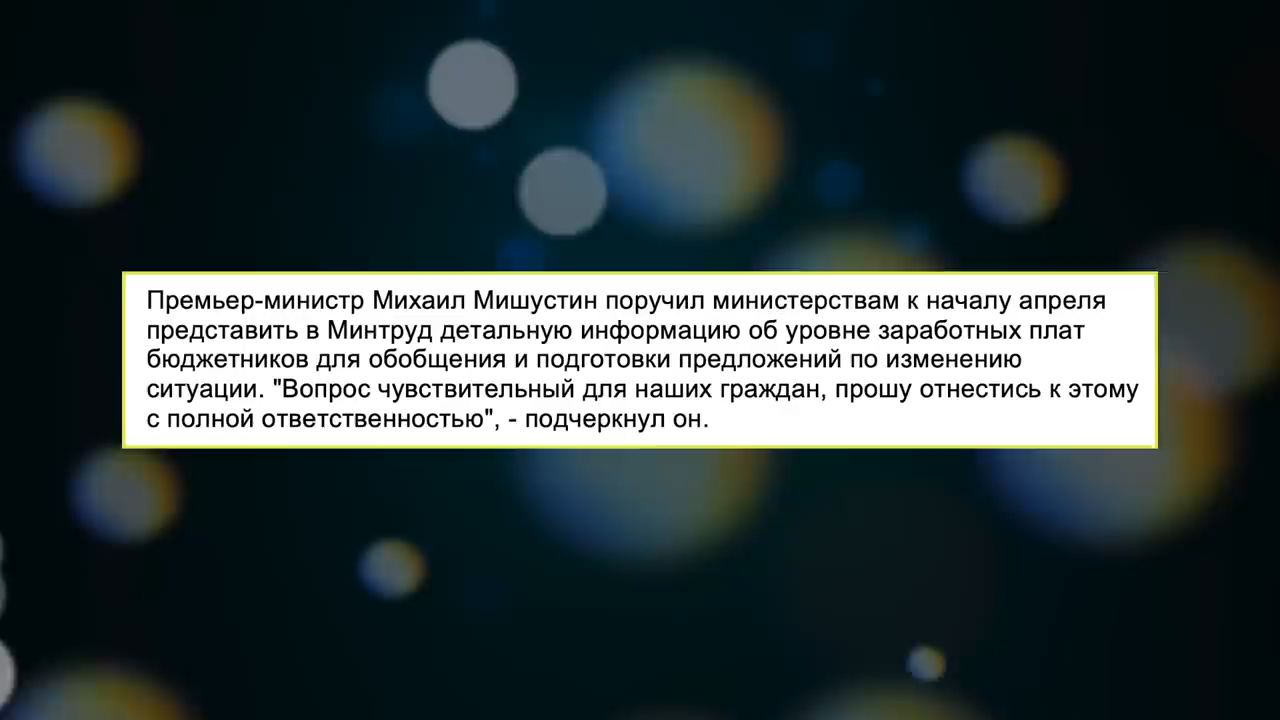 Премьер-министр Михаил Мишустин поручил министерствам к началу апреля
представить в Минтруд детальную информацию об уровне заработных плат
бюджетников для обобщения и подготовки предложений по изменению
ситуации. "Вопрос чувствительный для наших граждан, прошу отнестись к этому
с полной ответственностью", - подчеркнул он.